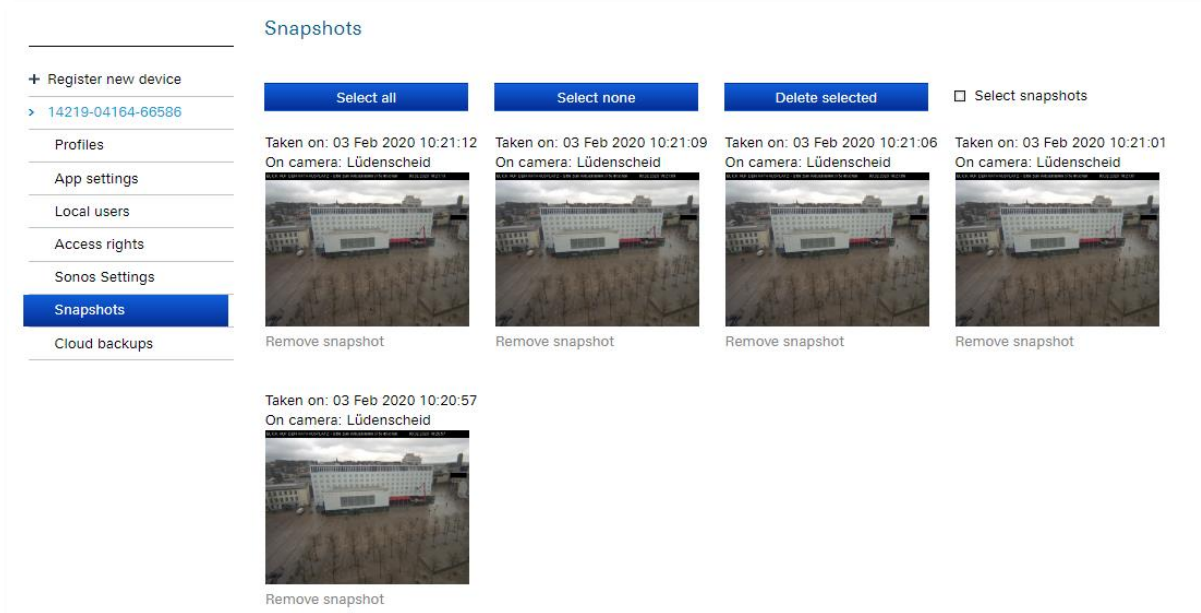 Snapshots
+ Register new device
> 14219-04164-66586
Profiles
App settings
Local users
Access rights
Sonos Settings
Snapshots
Cloud backups
Select all
Select none
Delete selected
Select snapshots
Taken on: 03 Feb 2020 10:21:12
On camera: Lüdenscheid
Remove snapshot
Taken on: 03 Feb 2020 10:21:09
On camera: Lüdenscheid
Remove snapshot
Taken on: 03 Feb 2020 10:21:06
On camera: Lüdenscheid
Remove snapshot
Taken on: 03 Feb 2020 10:21:01
On camera: Lüdenscheid
Remove snapshot
Taken on: 03 Feb 2020 10:20:57
On camera: Lüdenscheid
Remove snapshot